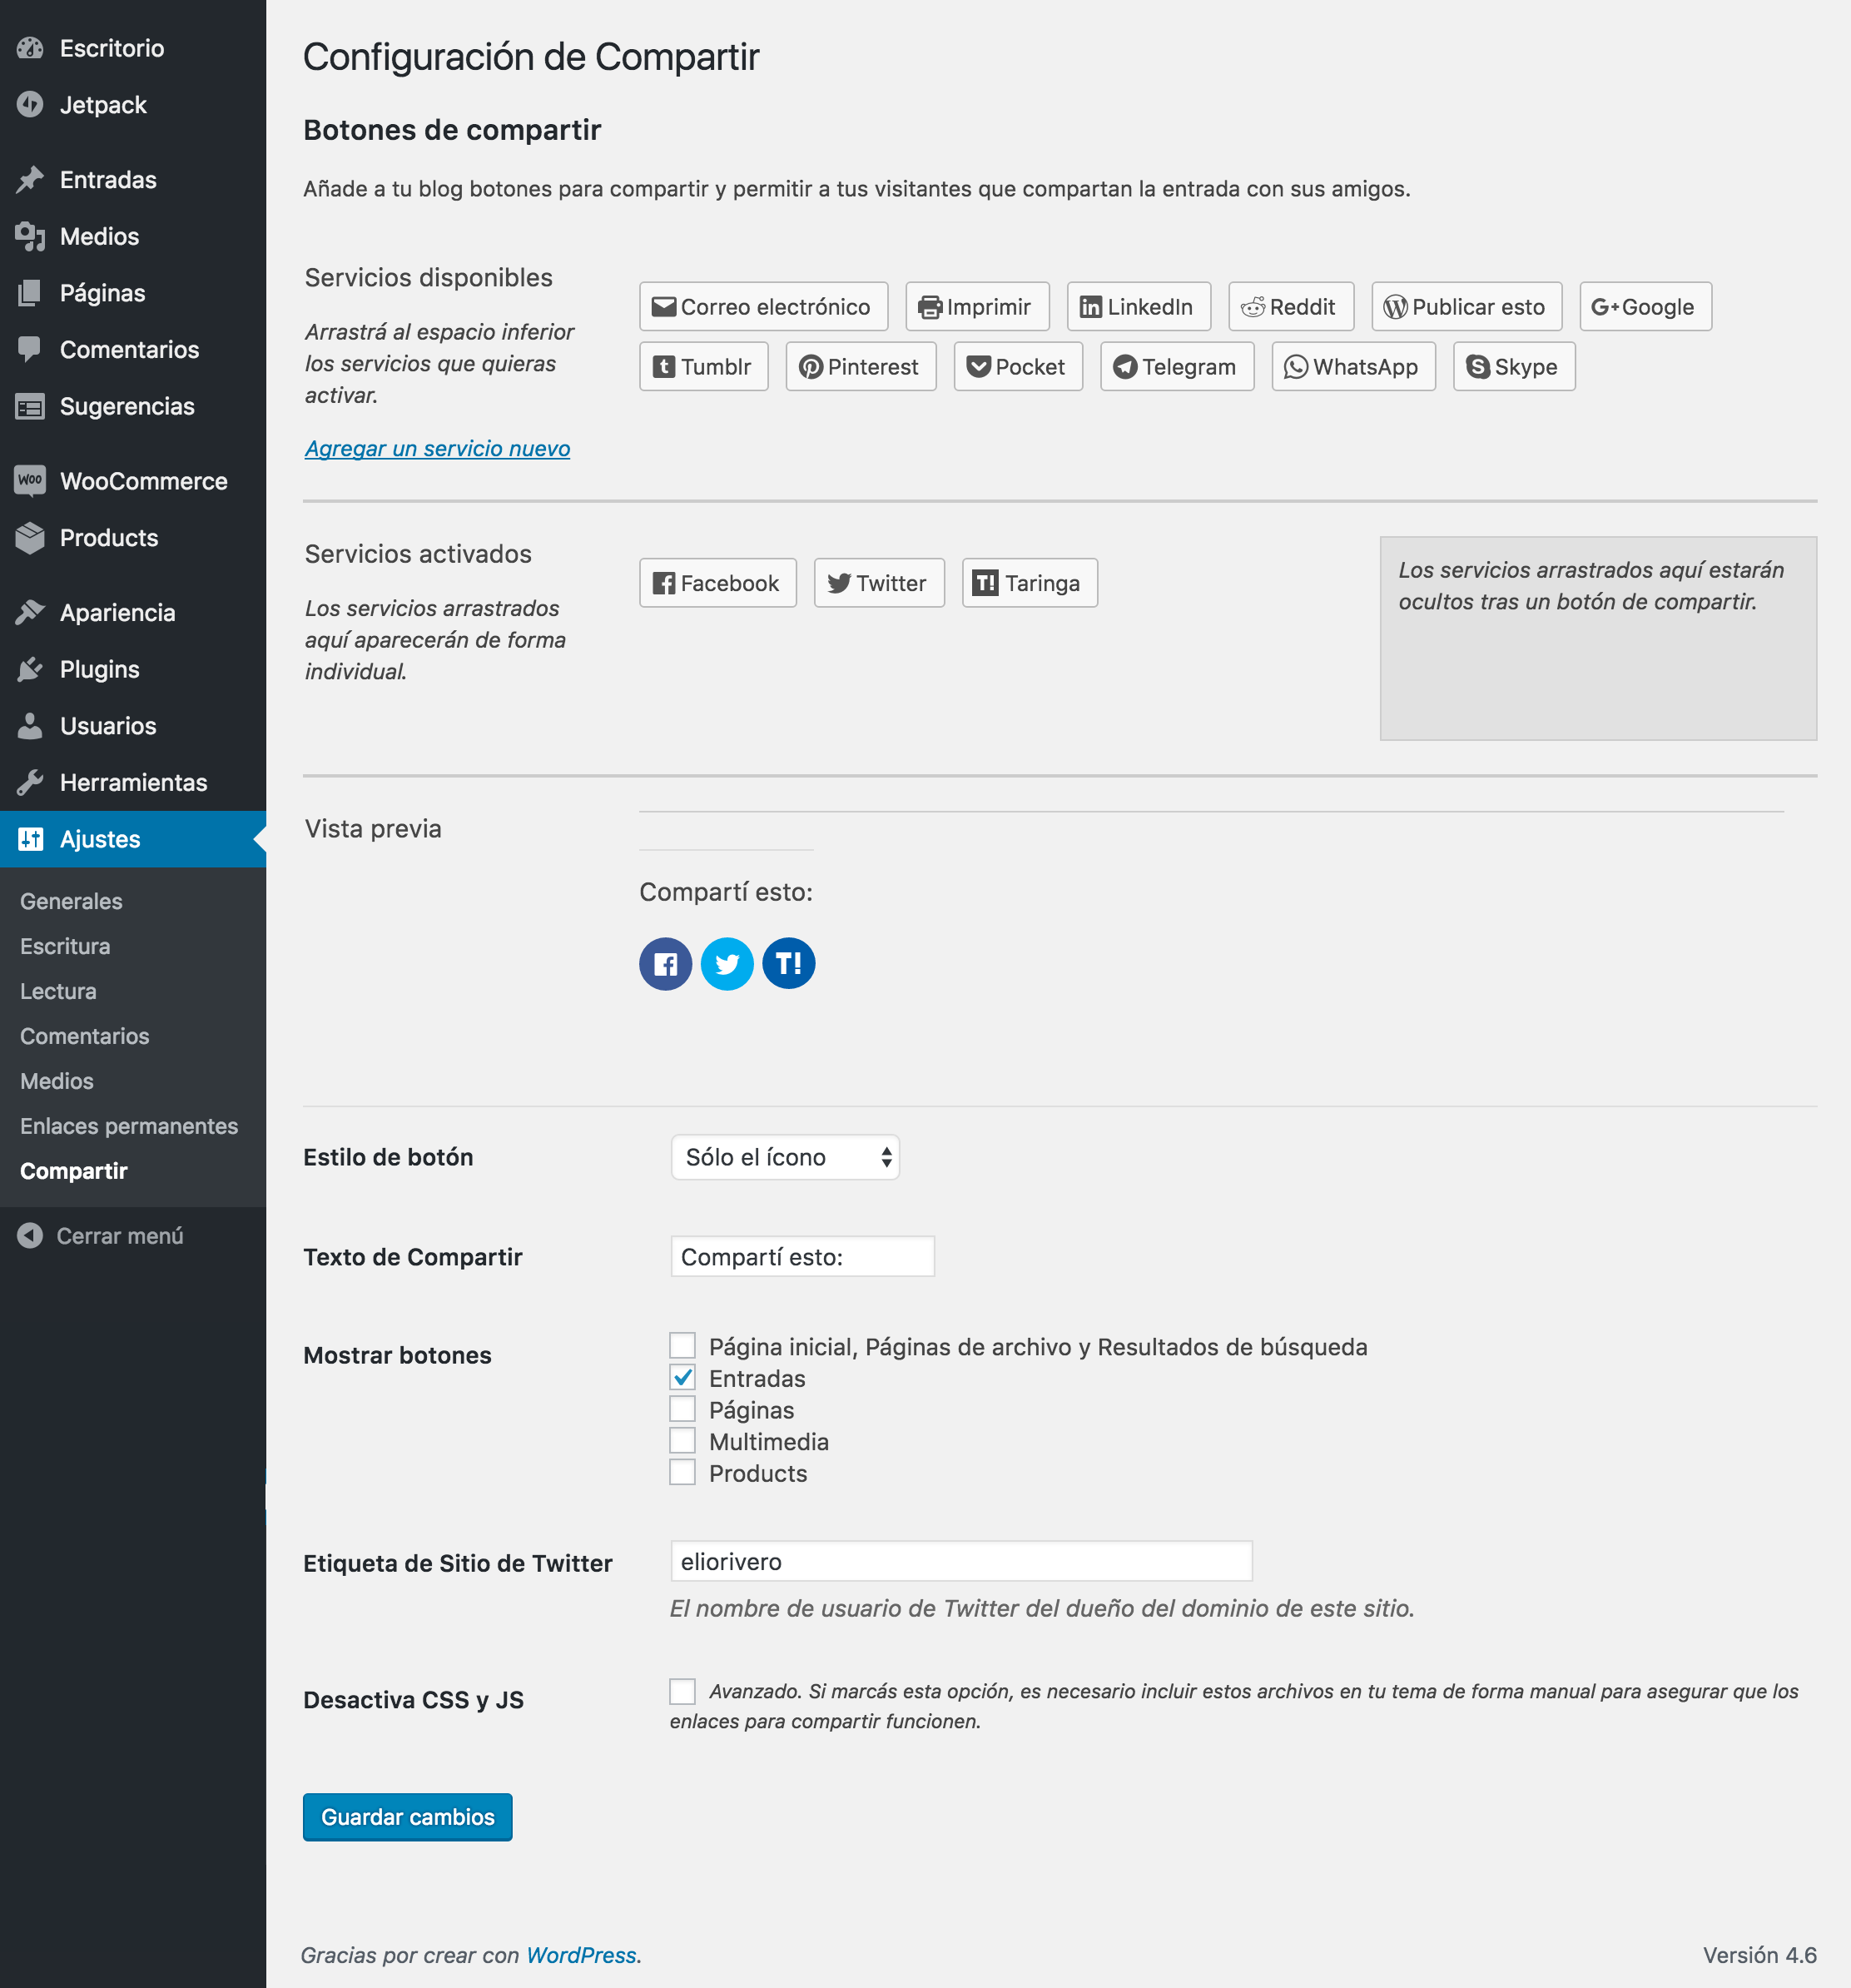 Escritorio
Jetpack
Entradas
Medios
Páginas
Comentarios
Sugerencias
WOO WooCommerce
Products
Apariencia
Plugins
Usuarios
Herramientas
Ajustes
Generales
Escritura
Lectura
Comentarios
Medios
Enlaces permanentes
Compartir
Cerrar menú
Configuración de Compartir
Botones de compartir
Añade a tu blog botones para compartir y permitir a tus visitantes que compartan la entrada con sus amigos.
Servicios disponibles
Arrastrá al espacio inferior
los servicios que quieras
activar.
Agregar un servicio nuevo
Correo electrónico Imprimir in LinkedIn Reddit Publicar esto G+ Google
t Tumblr Pinterest Pocket Telegram WhatsApp Skype
Servicios activados
Los servicios arrastrados
aquí aparecerán de forma
individual.
Facebook Twitter T! Taringa
Los servicios arrastrados aquí estarán
ocultos tras un botón de compartir.
Vista previa
Compartí esto:
T!
Estilo de botón Sólo el ícono
Texto de Compartir Compartí esto:
Mostrar botones
Página inicial, Páginas de archivo y Resultados de búsqueda
Entradas
Páginas
Multimedia
Products
Etiqueta de Sitio de Twitter eliorivero
El nombre de usuario de Twitter del dueño del dominio de este sitio.
Desactiva CSS y JS
Avanzado. Si marcás esta opción, es necesario incluir estos archivos en tu tema de forma manual para asegurar que los
enlaces para compartir funcionen.
Guardar cambios
Gracias por crear con WordPress. Versión 4.6